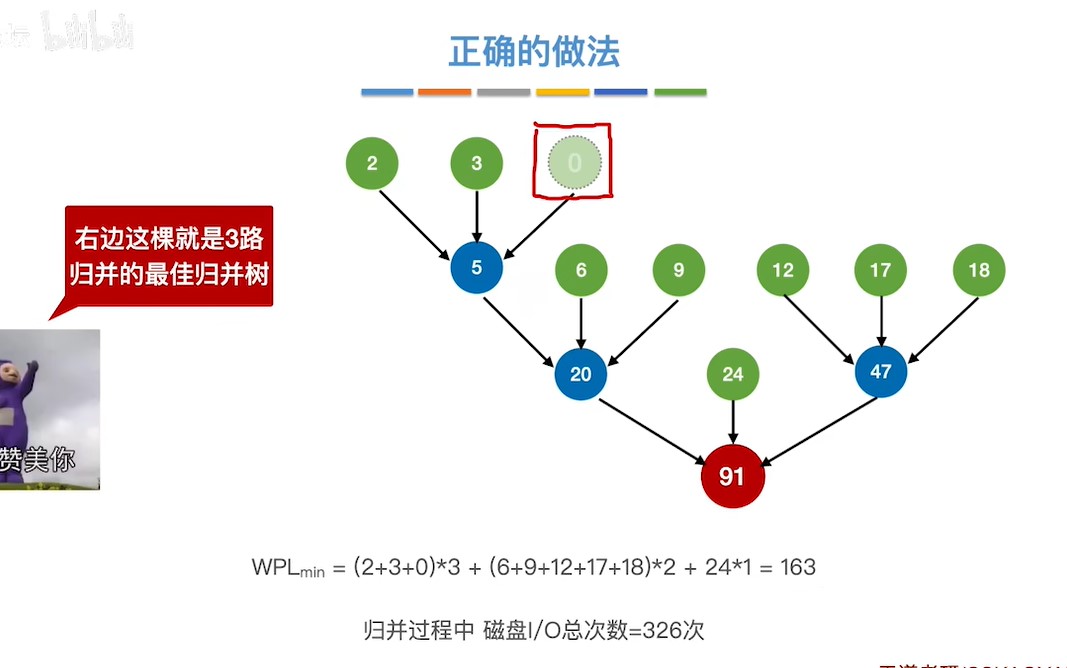 bilibili
正确的做法
2 3 0
右边这棵就是3路
归并的最佳归并树
5 6 9 12 17 18
20 24 47
赞美你
91
WPLmin = (2+3+0)*3 + (6+9+12+17+18)*2 + 24*1 = 163
归并过程中 磁盘I/O总次数=326次